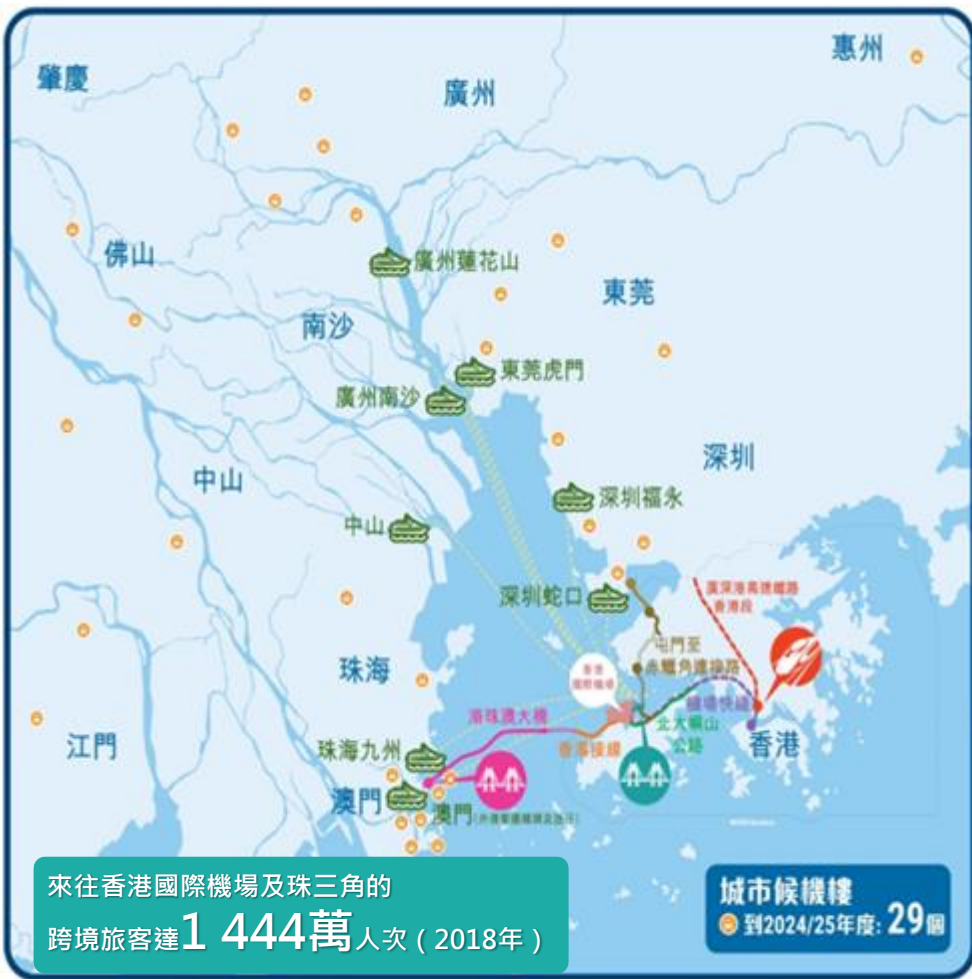 惠州
肇慶
廣州
佛山
廣州蓮花山
東莞
南沙
東莞虎門
廣州南沙
深圳
中山
深圳福永
中山
深圳蛇口
廣深港高速鐵路
香港段
屯門至
赤鱲角連接路
珠海
香港
國際機場
機場快綫
港珠澳大橋
北大嶼山
公路
香港接線
香港
江門
珠海九州
澳門
澳門
來往香港國際機場及珠三角的
跨境旅客達1 444萬人次（2018年）
城市候機樓
到2024/25年度: 29個